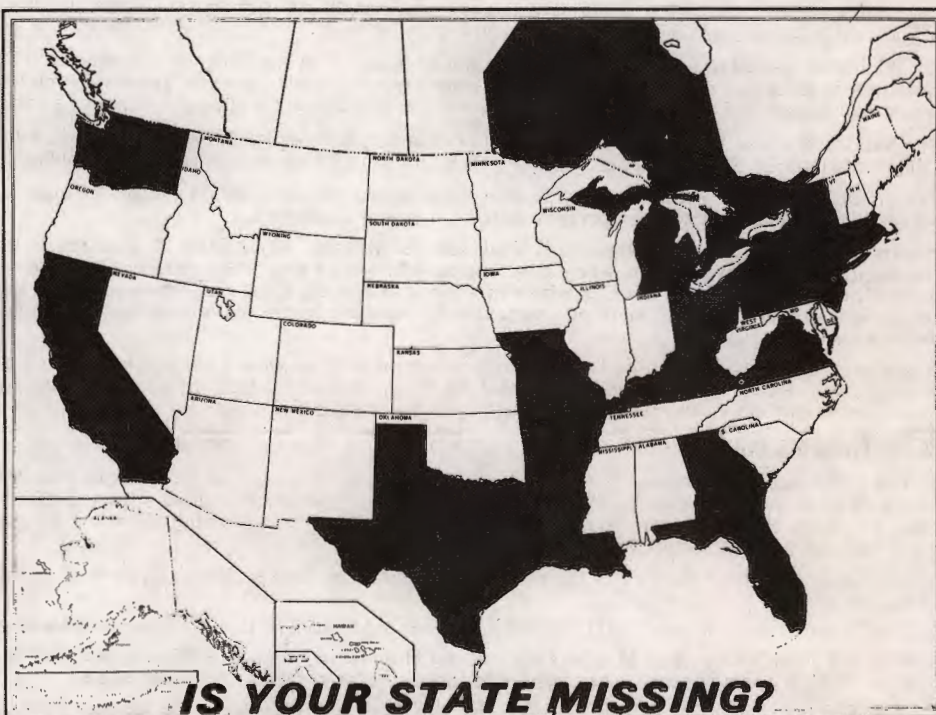 MAINE
MONTANA
NORTH DAKOTA
MINNESOTA
IDAHO
VT
N H
OREGON
WISCONSIN
SOUTH DAKOTA
WYOMING
IOWA
NEVADA
NEBRASKA
ILLINOIS
INDIANA
UTAH
WEST VIRGINIA
MD
DE
COLORADO
KANSAS
NORTH CAROLINA
ARIZONA
NEW MEXICO
OKLAHOMA
TENNESSEE
S. CAROLINA
MISSISSIPPI
ALABAMA
ALASKA
HAWAII
IS YOUR STATE MISSING?